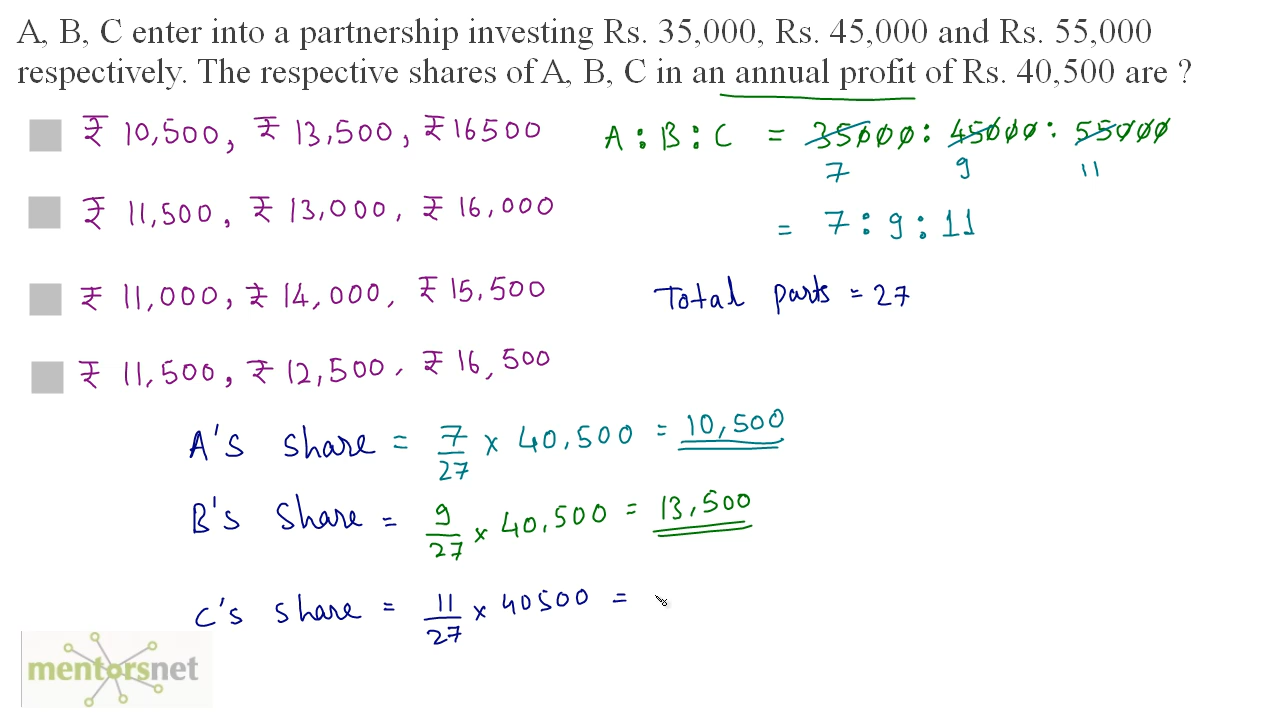 A, B, C enter into a partnership investing Rs. 35,000, Rs. 45,000 and Rs. 55,000
respectively. The respective shares of A, B, C in an annual profit of Rs. 40,500 are ?
₹ 10,500, ₹ 13,500, ₹ 16500
₹ 11,500, ₹ 13,000, ₹ 16,000
₹ 11,000, ₹ 14,000, ₹ 15,500
₹ 11,500, ₹ 12,500, ₹ 16,500
A : B : C = 35000 : 45000 : 55000
7 9 11
= 7 : 9 : 11
Total parts = 27
A's share = 7/27 x 40,500 = 10,500
B's share = 9/27 x 40,500 = 13,500
C's share = 11/27 x 40500 =
mentorsnet